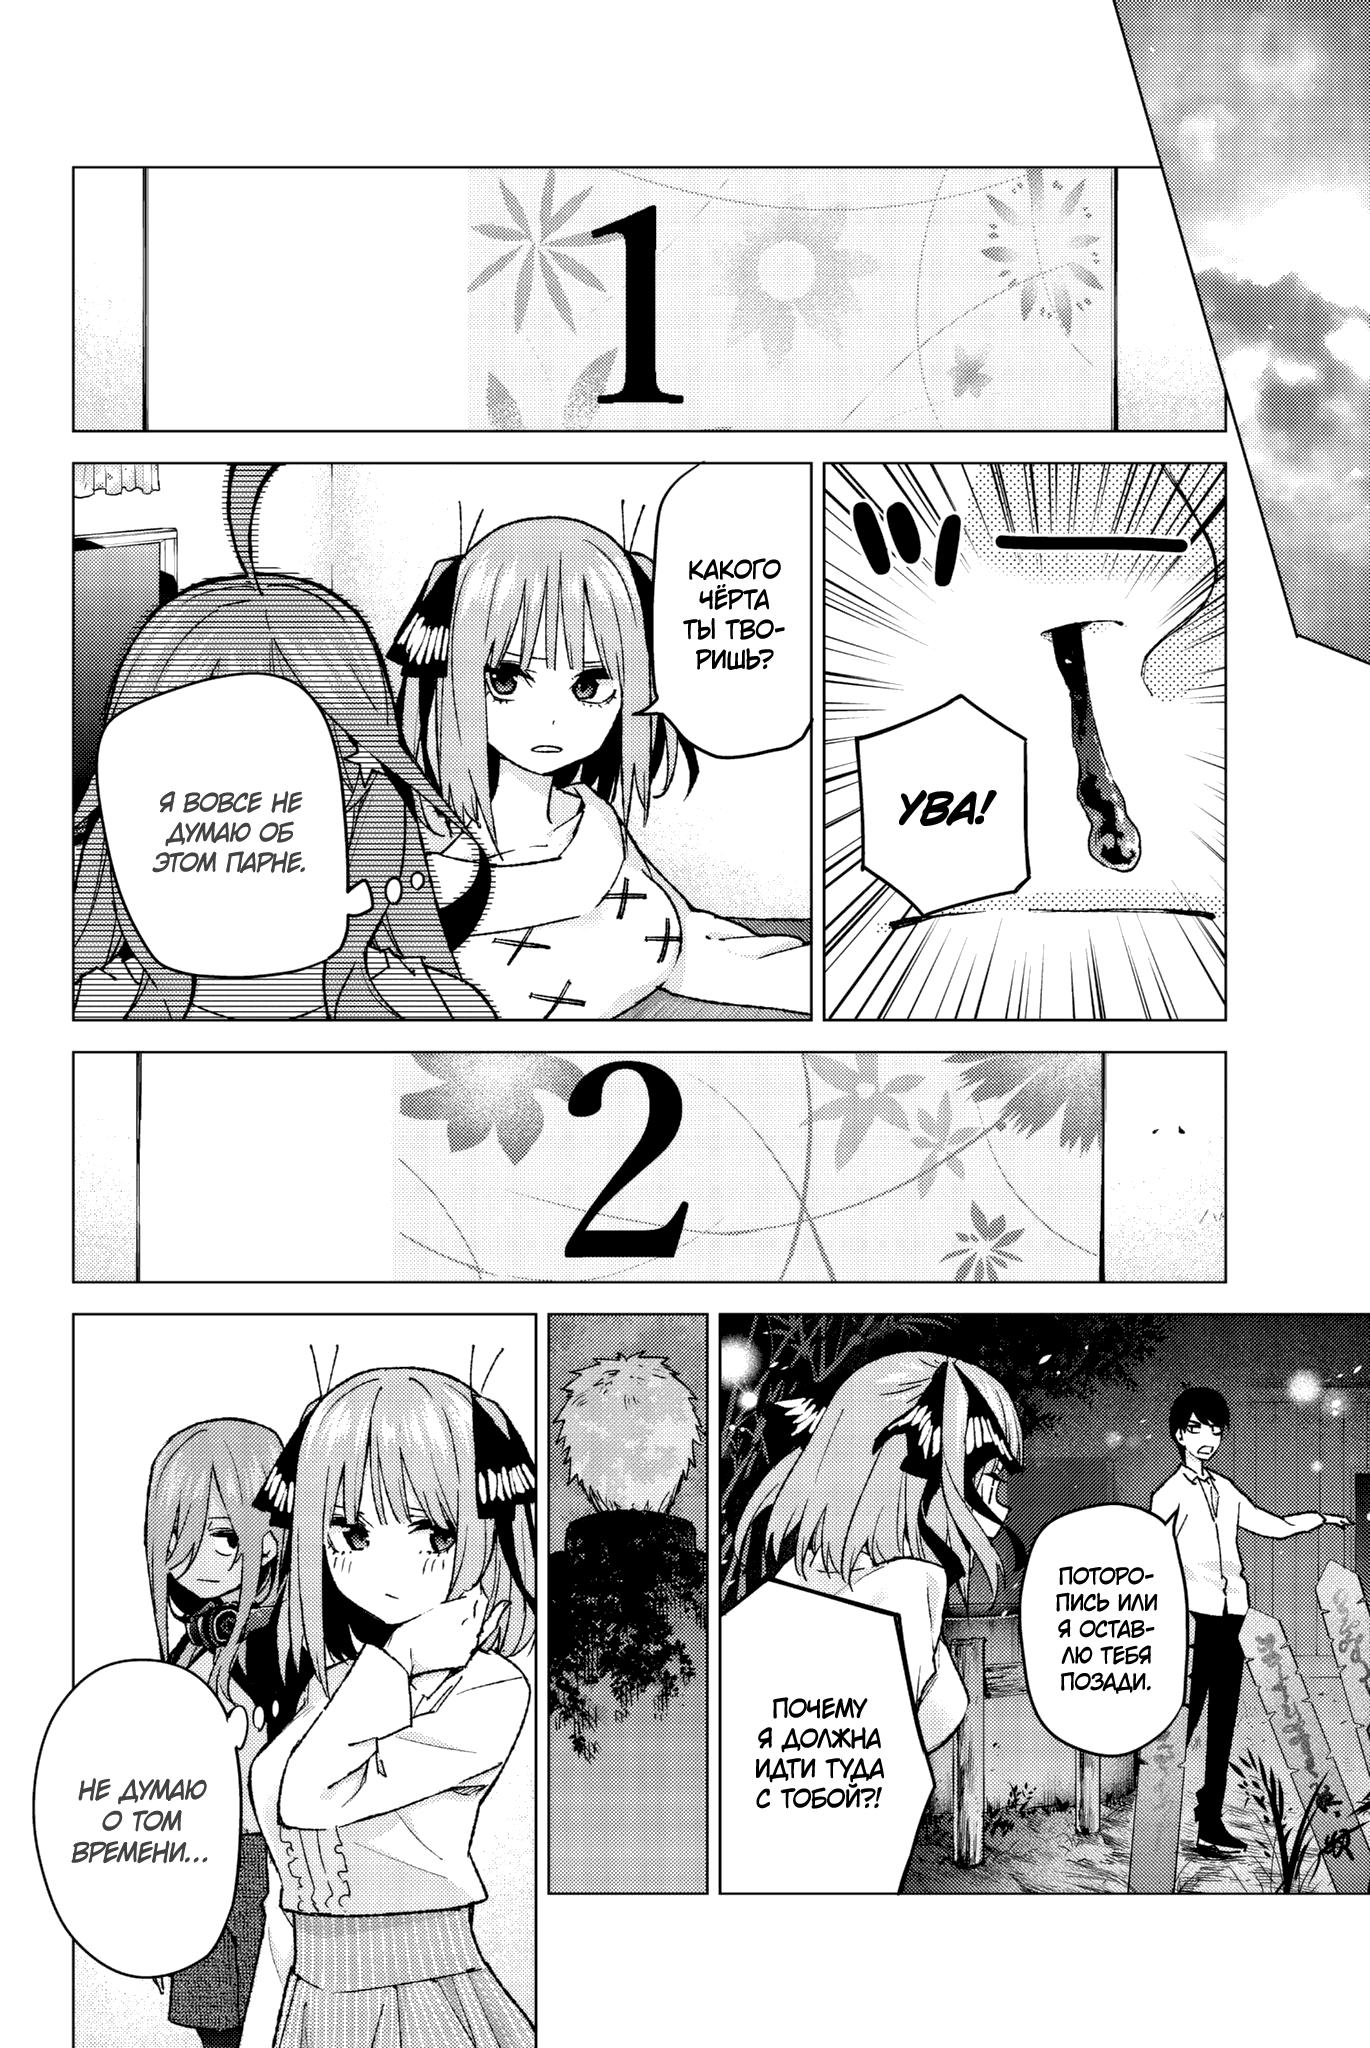 1
УВА!
КАКОГО
ЧЁРТА
ТЫ ТВО-
РИШЬ?
Я ВОВСЕ НЕ
ДУМАЮ ОБ
ЭТОМ ПАРНЕ.
2
ПОТОРО-
ПИСЬ ИЛИ
Я ОСТАВ-
ЛЮ ТЕБЯ
ПОЗАДИ.
ПОЧЕМУ
Я ДОЛЖНА
ИДТИ ТУДА
С ТОБОЙ?!
НЕ ДУМАЮ
О ТОМ
ВРЕМЕНИ...